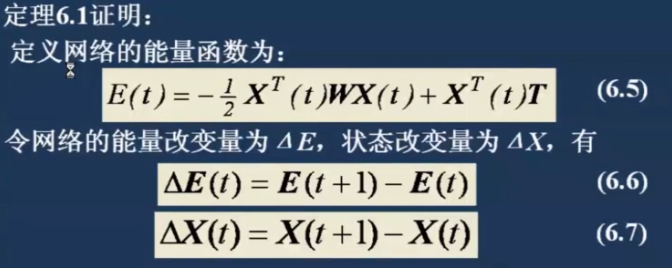 定理6.1证明：
定义网络的能量函数为：
E(t) = -½ Xᵀ(t)WX(t) + Xᵀ(t)T (6.5)
令网络的能量改变量为 ΔE，状态改变量为 ΔX，有
ΔE(t) = E(t+1) − E(t) (6.6)
ΔX(t) = X(t+1) − X(t) (6.7)